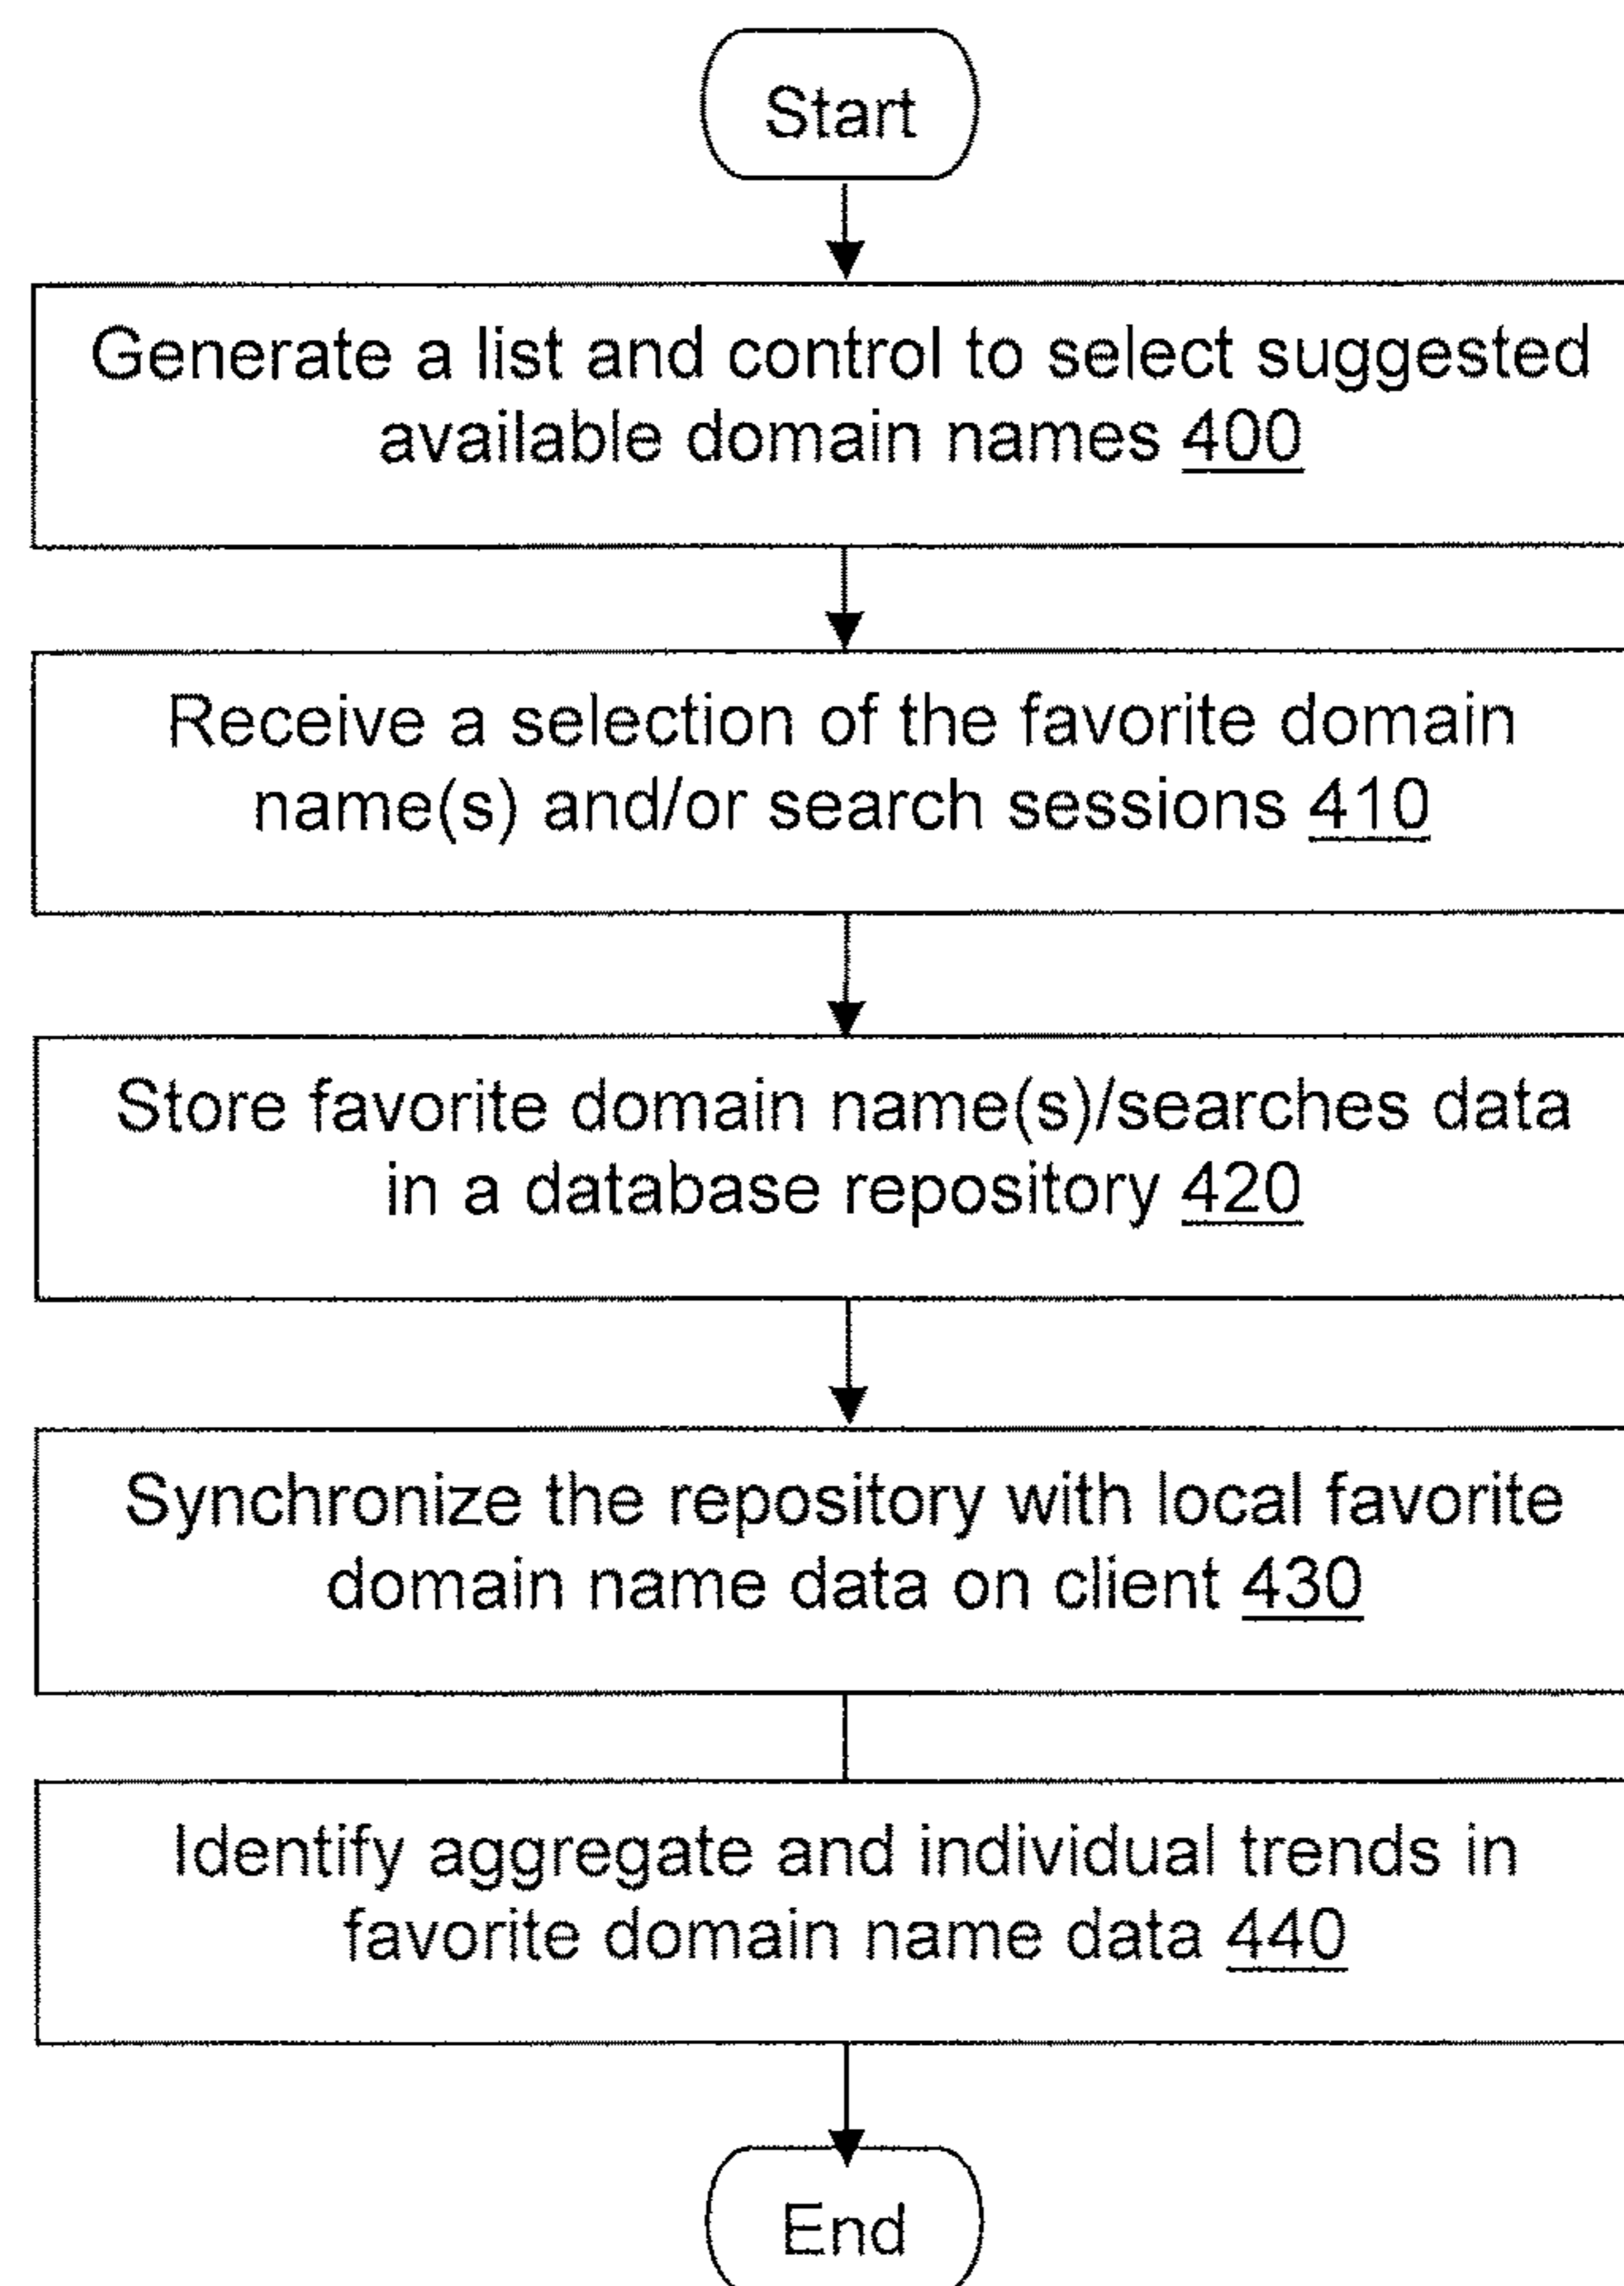 Start
Generate a list and control to select suggested
available domain names 400
Receive a selection of the favorite domain
name(s) and/or search sessions 410
Store favorite domain name(s)/searches data
in a database repository 420
Synchronize the repository with local favorite
domain name data on client 430
Identify aggregate and individual trends in
favorite domain name data 440
End